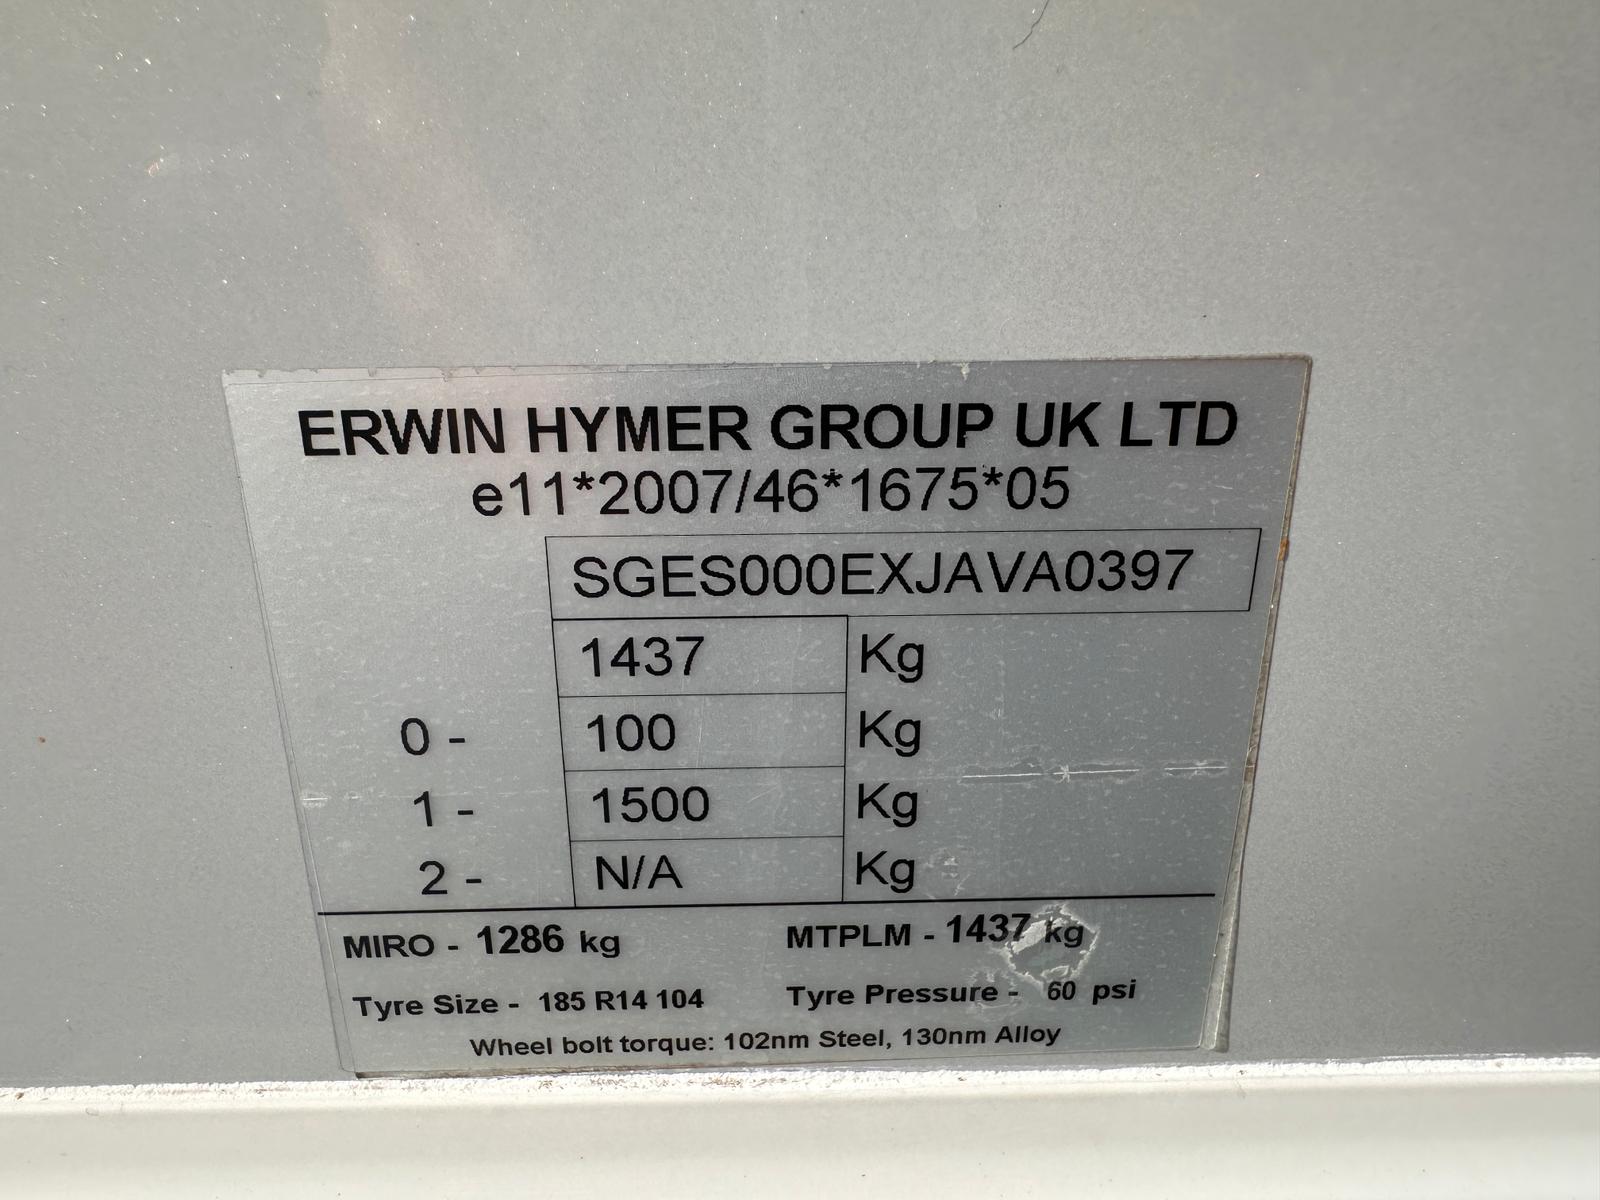 ERWIN HYMER GROUP UK LTD
e11*2007/46*1675*05
SGES000EXJAVA0397
1437 Kg
0 - 100 Kg
1 - 1500 Kg
2 - N/A Kg
MIRO - 1286 kg MTPLM - 1437 kg
Tyre Size - 185 R14 104 Tyre Pressure - 60 psi
Wheel bolt torque: 102nm Steel, 130nm Alloy